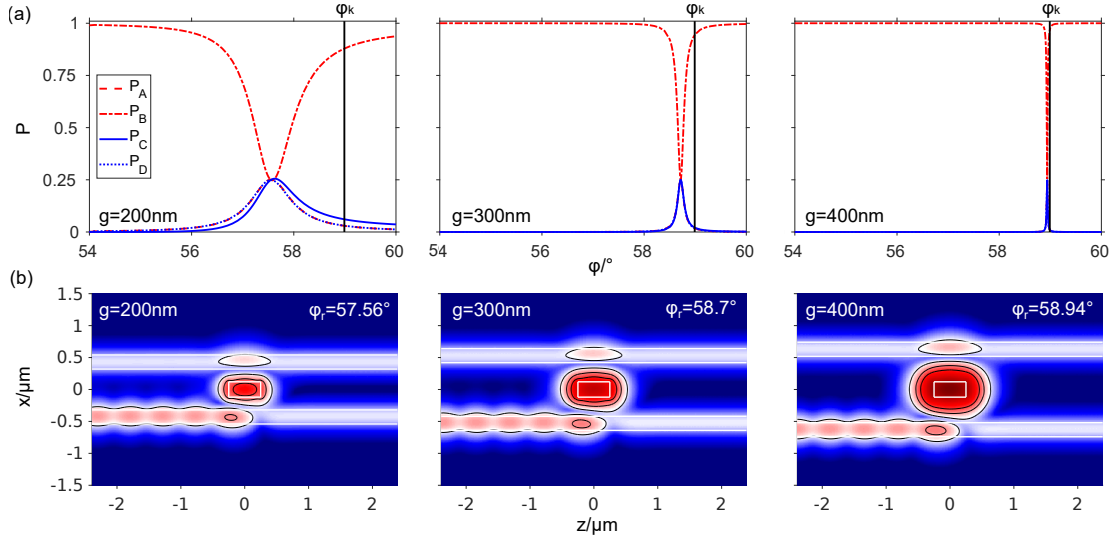 (a)
φk φk φk
1
0.75
0.5
0.25
0
P
P_A
P_B
P_C
P_D
g=200nm g=300nm g=400nm
54 56 58 60 54 56 58 60 54 56 58 60
φ/°
(b)
1.5
1
0.5
0
-0.5
-1
-1.5
x/μm
g=200nm φr=57.56° g=300nm φr=58.7° g=400nm φr=58.94°
-2 -1 0 1 2 -2 -1 0 1 2 -2 -1 0 1 2
z/μm